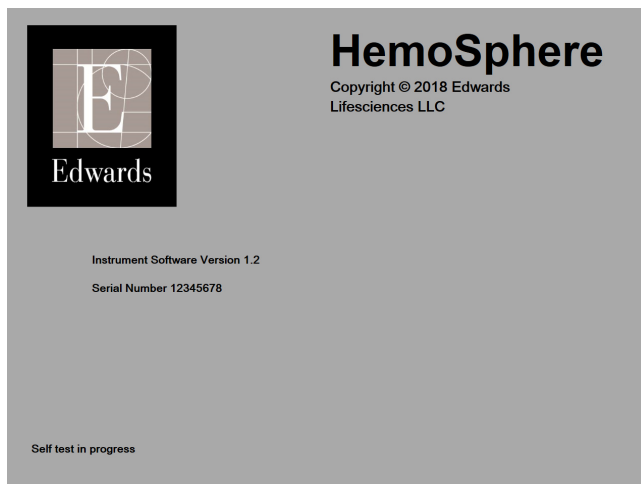 HemoSphere
Copyright © 2018 Edwards
Lifesciences LLC
E
Edwards
Instrument Software Version 1.2
Serial Number 12345678
Self test in progress